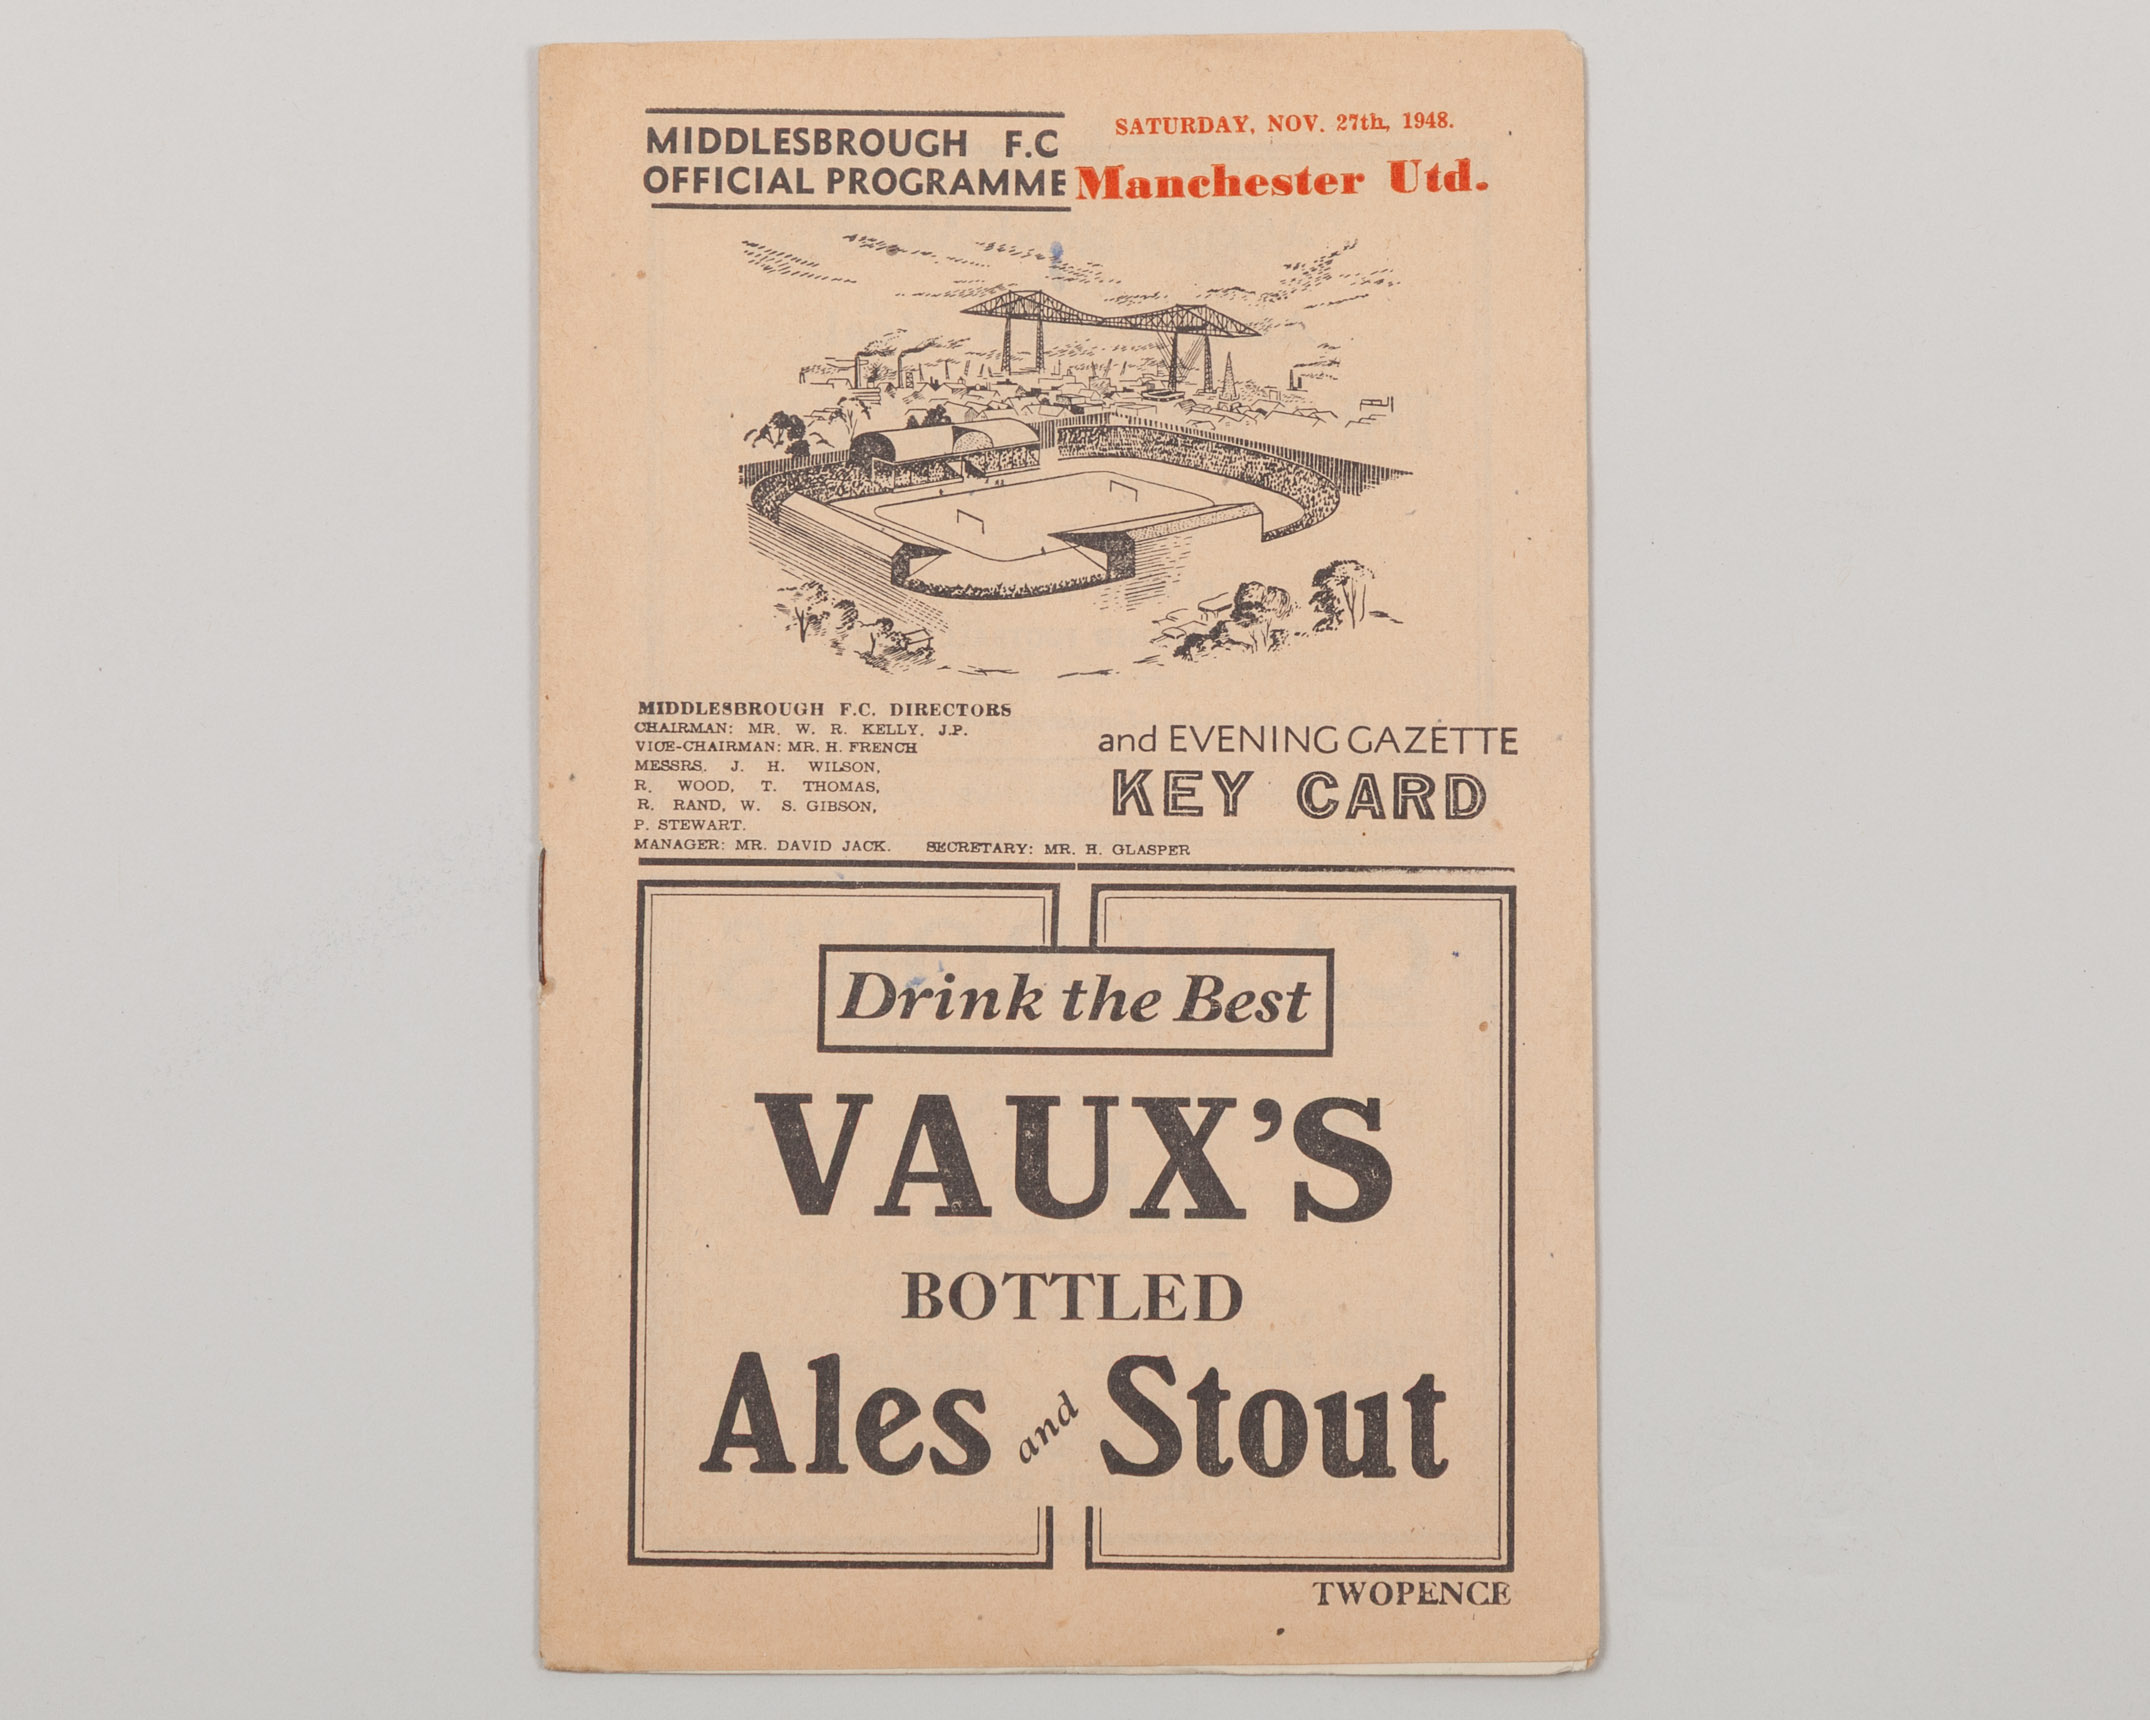 MIDDLESBROUGH F.C
OFFICIAL PROGRAMME
SATURDAY, NOV. 27th, 1948.
Manchester Utd.
MIDDLESBROUGH F.C. DIRECTORS
CHAIRMAN: MR. W. R. KELLY, J.P.
VICE-CHAIRMAN: MR. H. FRENCH
MESSRS. J. H. WILSON,
R. WOOD, T. THOMAS,
R. RAND, W. S. GIBSON,
P. STEWART.
MANAGER: MR. DAVID JACK. SECRETARY: MR. H. GLASPER
and EVENING GAZETTE
KEY CARD
Drink the Best
VAUX'S
BOTTLED
Ales and Stout
TWOPENCE